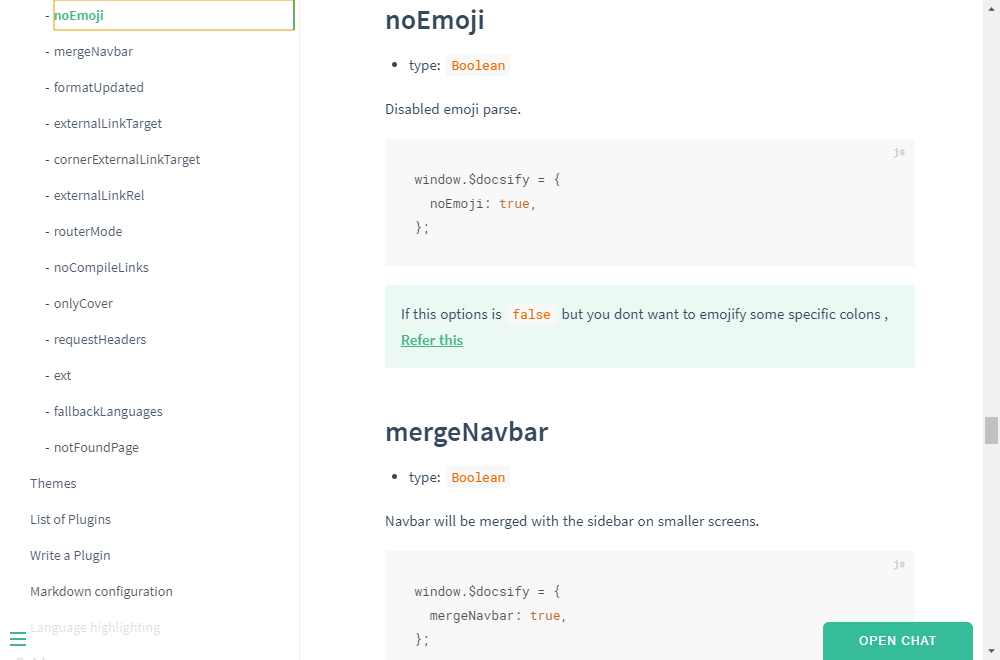 - noEmoji
- mergeNavbar
- formatUpdated
- externalLinkTarget
- cornerExternalLinkTarget
- externalLinkRel
- routerMode
- noCompileLinks
- onlyCover
- requestHeaders
- ext
- fallbackLanguages
- notFoundPage
Themes
List of Plugins
Write a Plugin
Markdown configuration
Language highlighting
noEmoji
• type: Boolean
Disabled emoji parse.
js
window.$docsify = {
  noEmoji: true,
};
If this options is false but you dont want to emojify some specific colons ,
Refer this
mergeNavbar
• type: Boolean
Navbar will be merged with the sidebar on smaller screens.
js
window.$docsify = {
  mergeNavbar: true,
};
OPEN CHAT